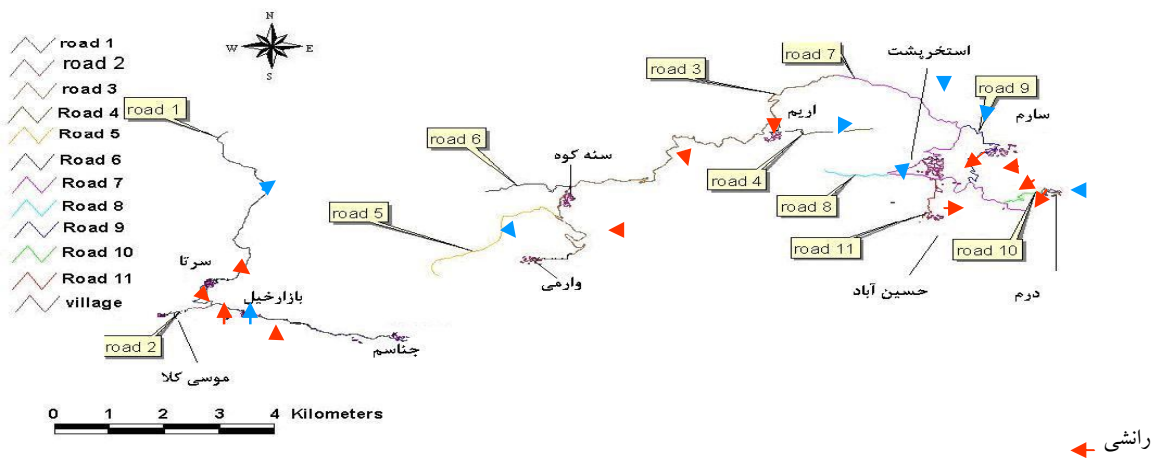 N
W E
S
road 1
road 2
road 3
Road 4
Road 5
Road 6
Road 7
Road 8
Road 9
Road 10
Road 11
village
road 1
سرتا
بازارخیل
road 2
موسی کلا
جناسم
road 6
سنه کوه
road 5
وارمی
road 3
road 7
استخرپشت
اریم
road 9
سارم
road 4
road 8
road 11
road 10
حسین آباد
درم
0 1 2 3 4 Kilometers
رانشی